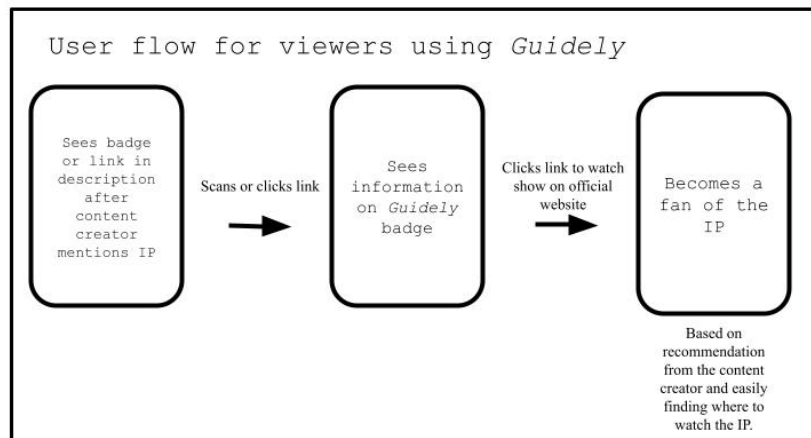 User flow for viewers using Guidely
Sees badge
or link in
description
after
content
creator
mentions IP
Scans or clicks link
Sees
information
on Guidely
badge
Clicks link to watch
show on official
website
Becomes a
fan of the
IP
Based on
recommendation
from the content
creator and easily
finding where to
watch the IP.